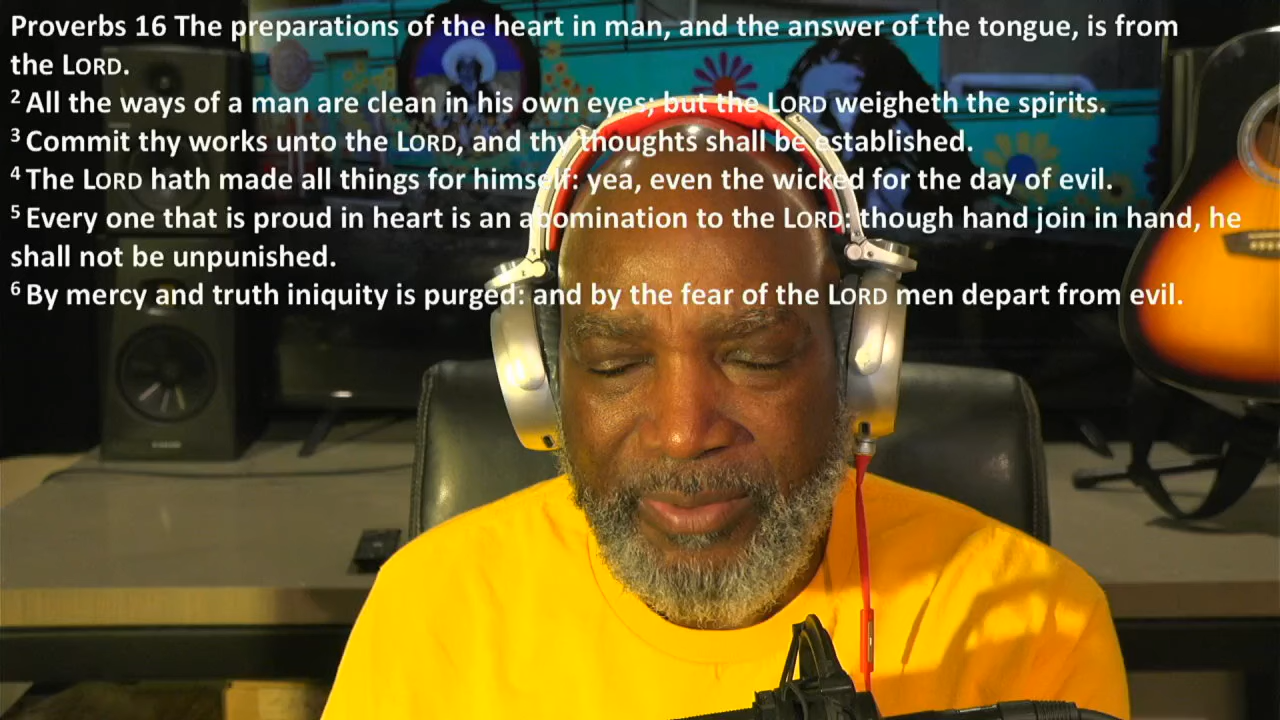 Proverbs 16 The preparations of the heart in man, and the answer of the tongue, is from
the LORD.
2 All the ways of a man are clean in his own eyes; but the LORD weigheth the spirits.
3 Commit thy works unto the LORD, and thy thoughts shall be established.
4 The LORD hath made all things for himself: yea, even the wicked for the day of evil.
5 Every one that is proud in heart is an abomination to the LORD: though hand join in hand, he
shall not be unpunished.
6 By mercy and truth iniquity is purged: and by the fear of the LORD men depart from evil.